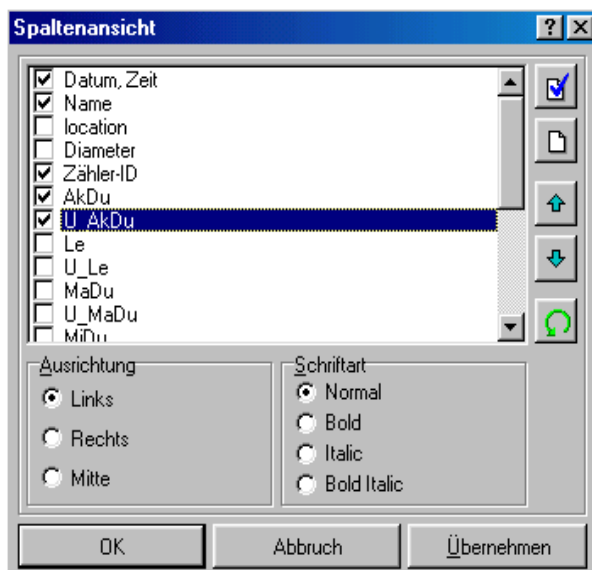 Spaltenansicht
Datum, Zeit
Name
location
Diameter
Zähler-ID
AkDu
U_AkDu
Le
U_Le
MaDu
U_MaDu
MiDu
Ausrichtung
Links
Rechts
Mitte
Schriftart
Normal
Bold
Italic
Bold Italic
OK Abbruch Übernehmen